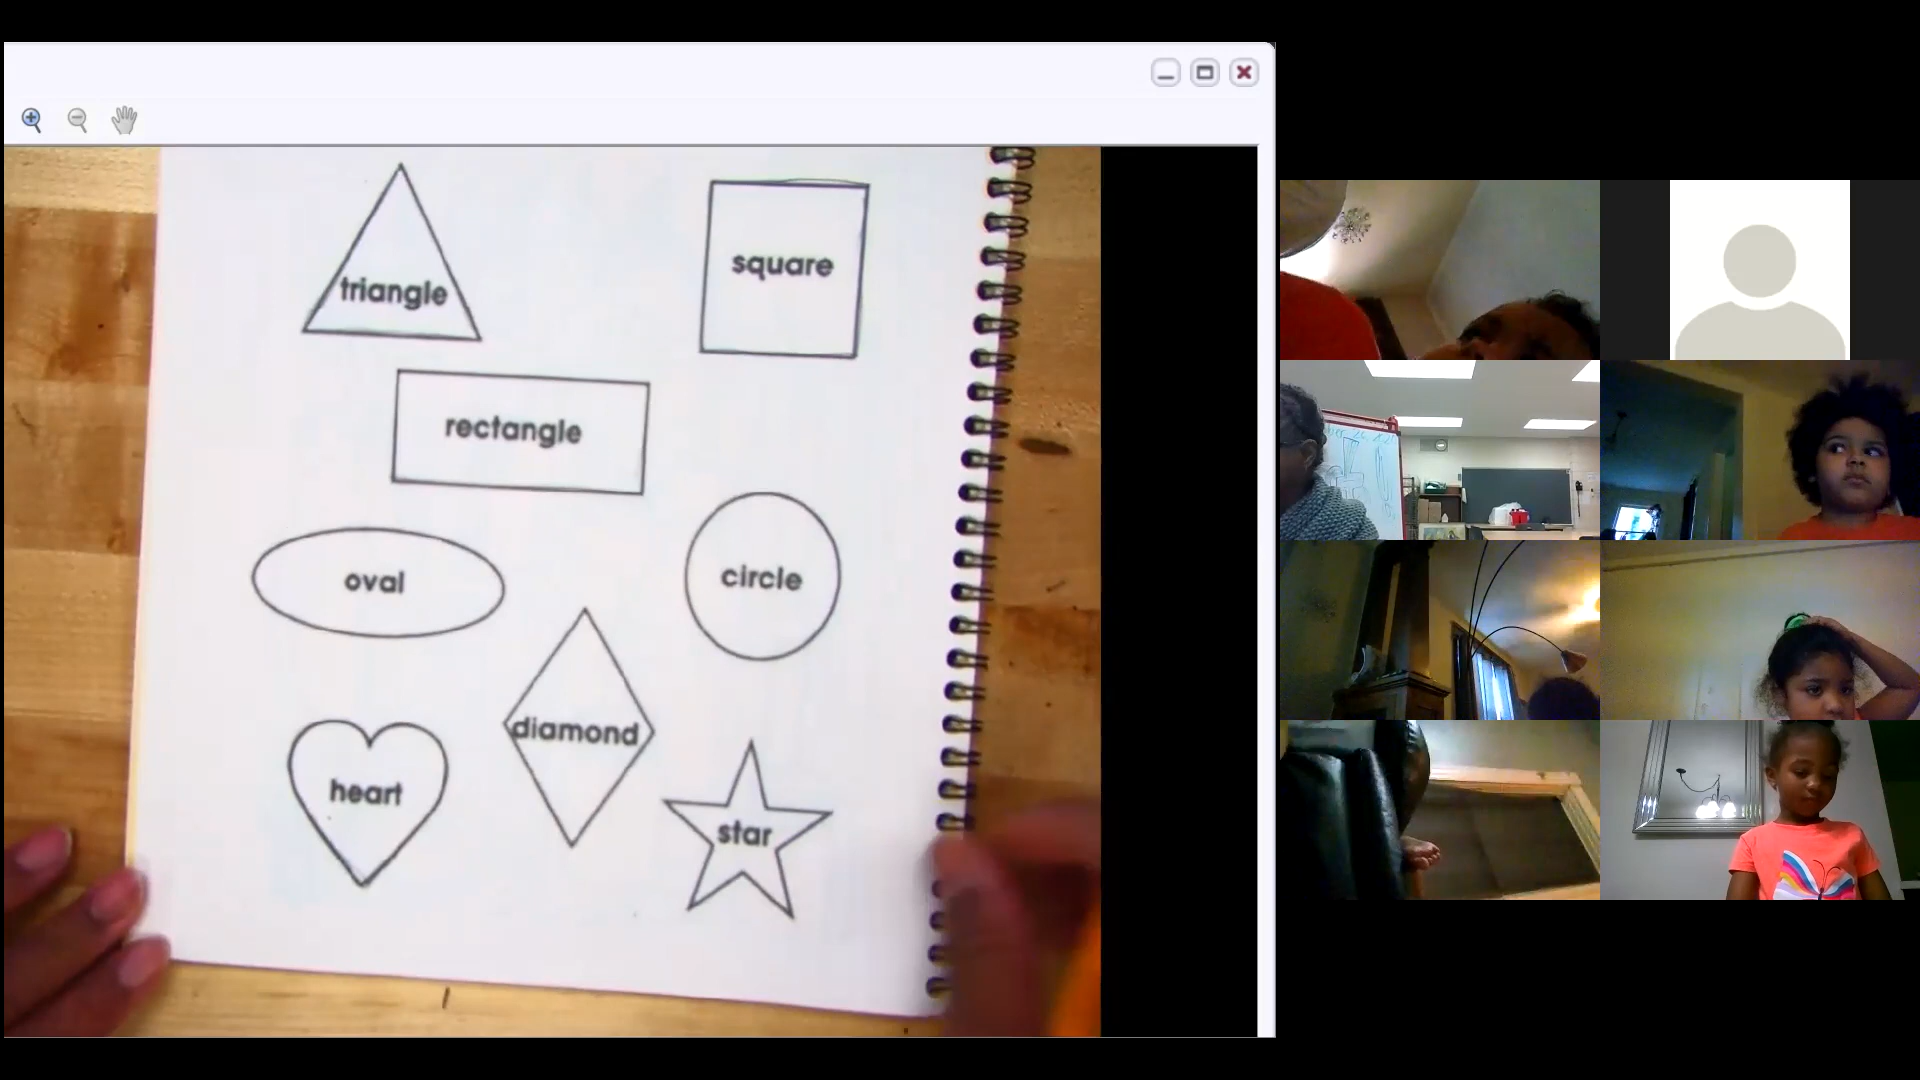 triangle
square
rectangle
oval
circle
diamond
heart
star